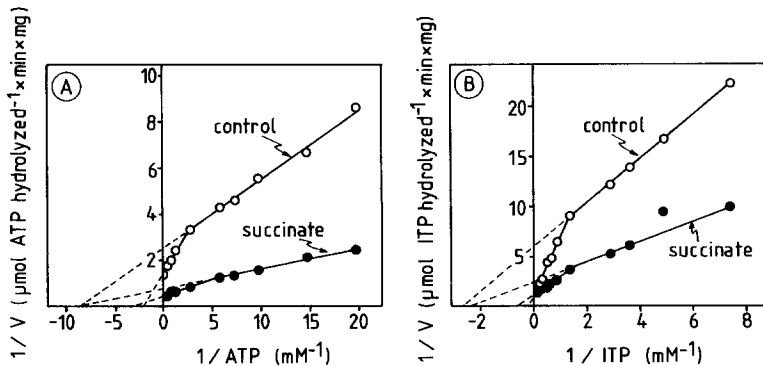 A
1 / V (μmol ATP hydrolyzed⁻¹ × min × mg)
10
8
6
4
2
control
succinate
-10 -5 0 5 10 15 20
1 / ATP (mM⁻¹)
B
1 / V (μmol ITP hydrolyzed⁻¹ × min × mg)
20
15
10
5
control
succinate
-2 0 2 4 6 8
1 / ITP (mM⁻¹)